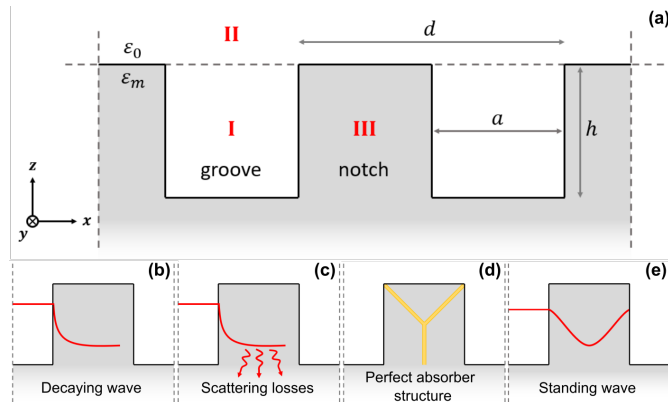 (a)
II
d
ε₀
εₘ
I
III
a
h
groove
notch
z
y
x
(b)
(c)
(d)
(e)
Decaying wave
Scattering losses
Perfect absorber
structure
Standing wave